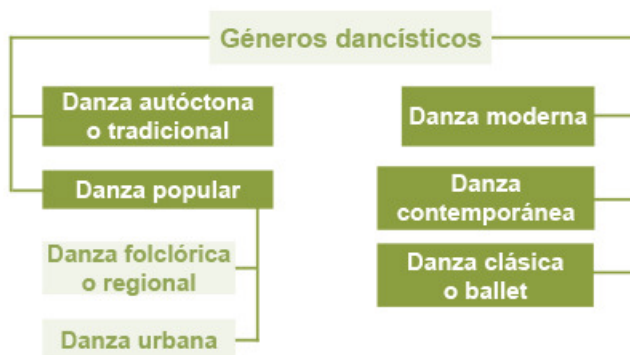 Géneros dancísticos
Danza autóctona
o tradicional
Danza popular
Danza folclórica
o regional
Danza urbana
Danza moderna
Danza
contemporánea
Danza clásica
o ballet